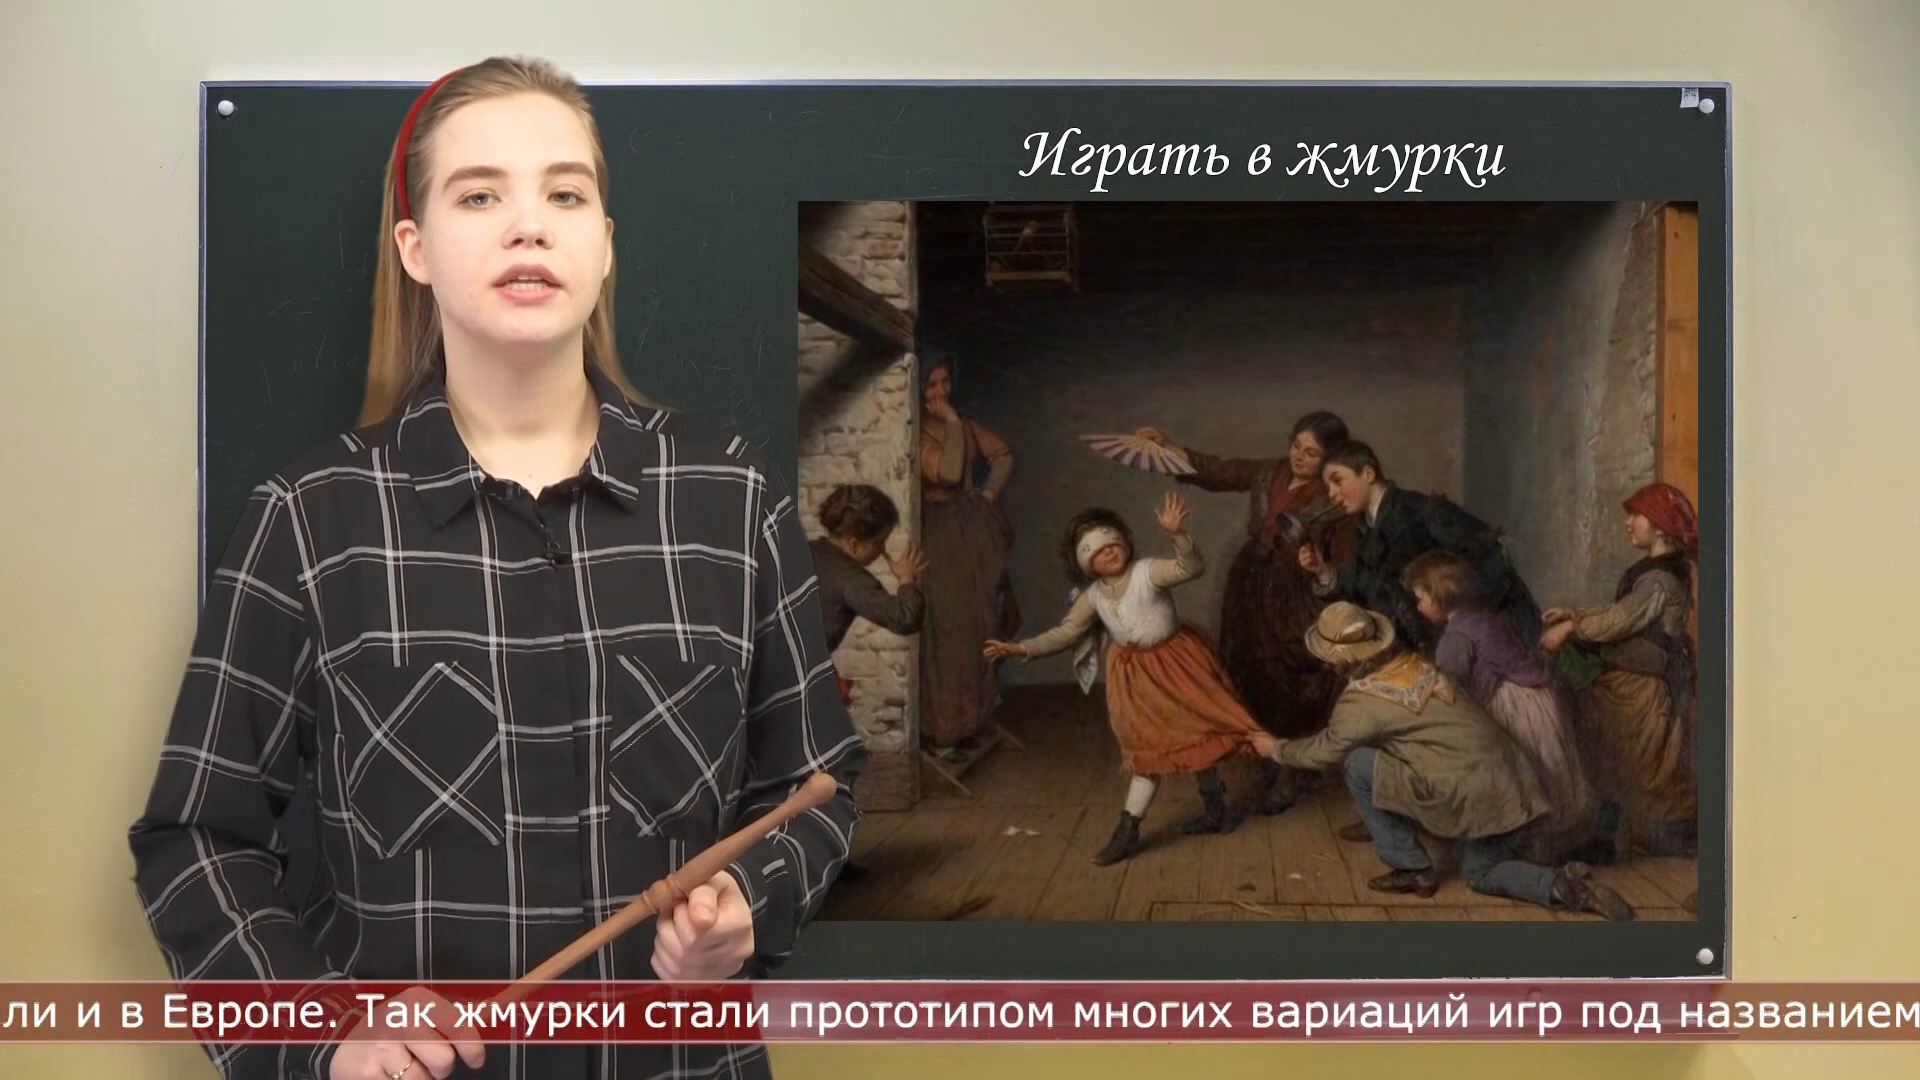 Играть в жмурки
ли и в Европе. Так жмурки стали прототипом многих вариаций игр под названием